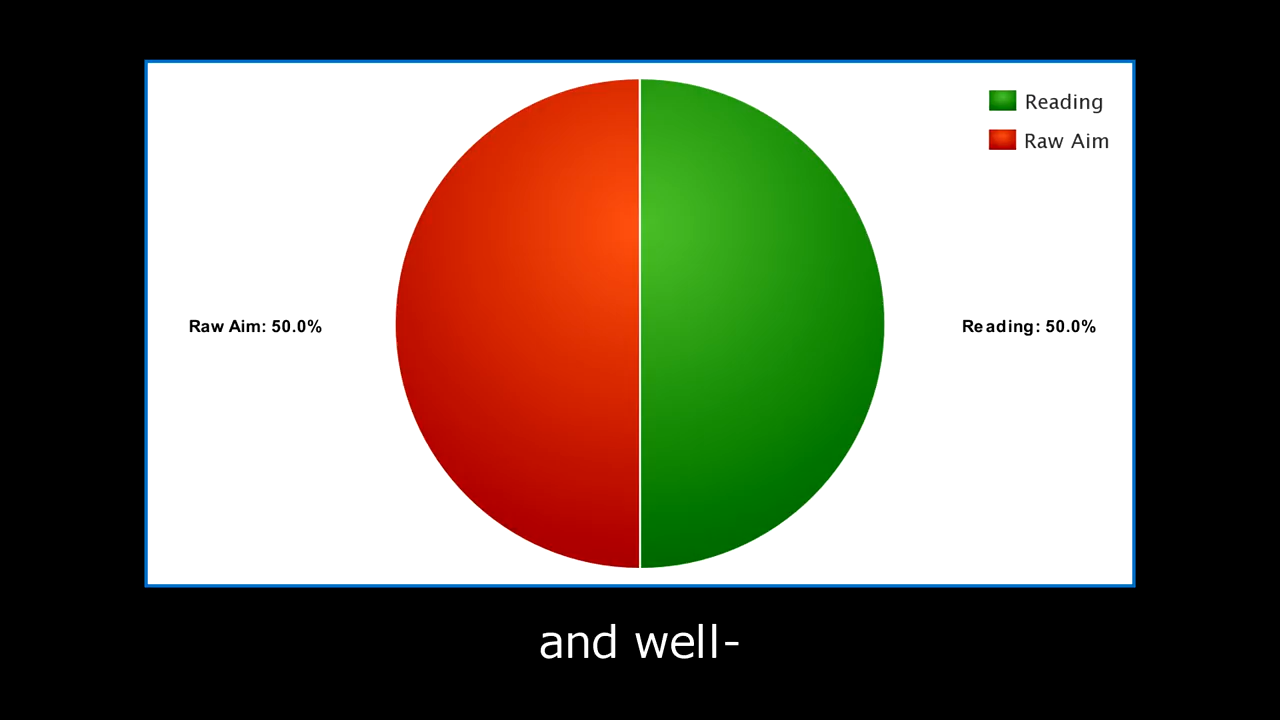 Reading
Raw Aim
Raw Aim: 50.0%
Reading: 50.0%
and well-